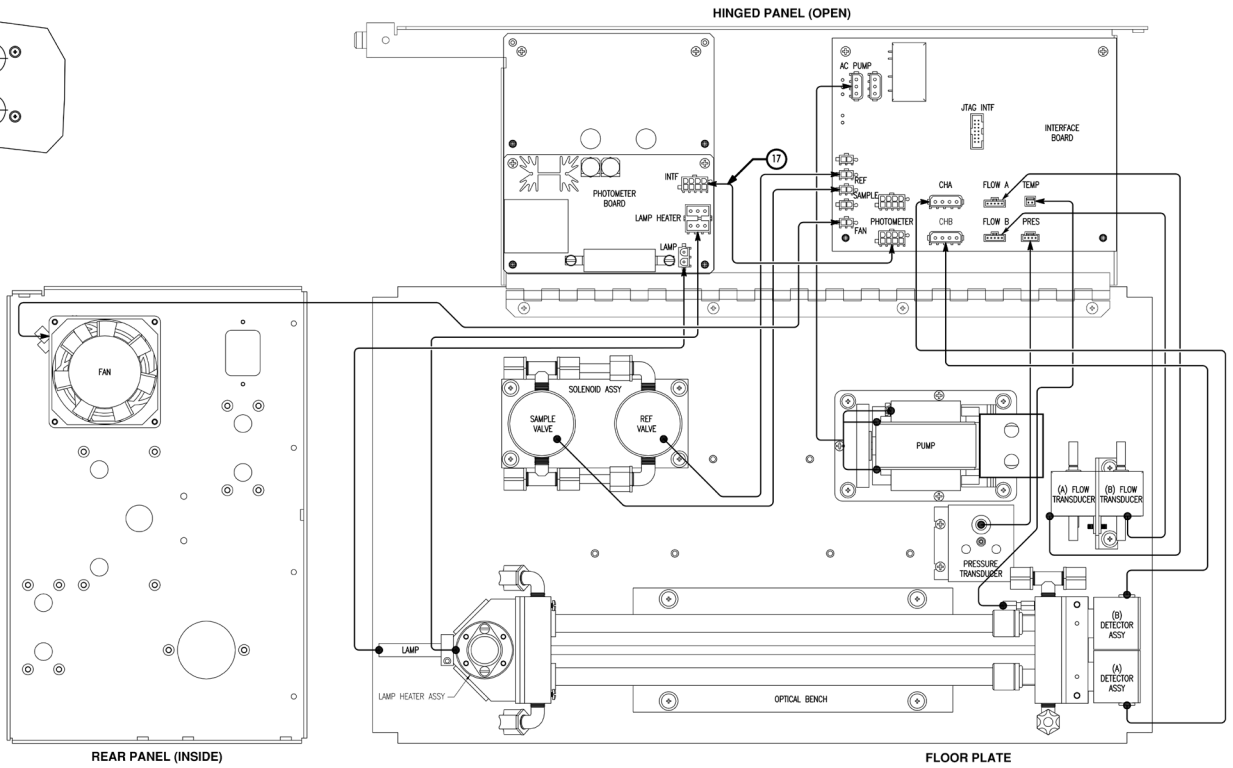 HINGED PANEL (OPEN)
AC PUMP
JTAG INTF
INTERFACE
BOARD
17
INTF
PHOTOMETER
BOARD
LAMP HEATER
LAMP
REF
SAMPLE
PHOTOMETER
FAN
CHA
FLOW A
TEMP
CHB
FLOW B
PRES
FAN
SOLENOID ASSY
SAMPLE
VALVE
REF
VALVE
PUMP
(A) FLOW
TRANSDUCER
(B) FLOW
TRANSDUCER
PRESSURE
TRANSDUCER
LAMP
LAMP HEATER ASSY
OPTICAL BENCH
(B)
DETECTOR
ASSY
(A)
DETECTOR
ASSY
REAR PANEL (INSIDE)
FLOOR PLATE